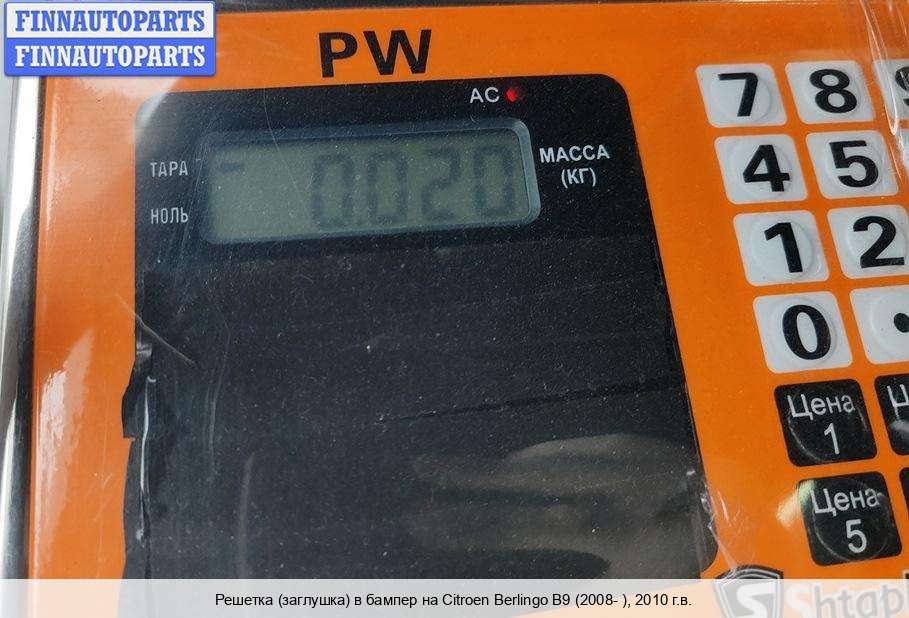 FINNAUTOPARTS
FINNAUTOPARTS
PW
AC
ТАРА
0.020
МАССА
(КГ)
НОЛЬ
7 8
4 5
1 2
0 .
Цена
1
Цена
5
Shtap
Решетка (заглушка) в бампер на Citroen Berlingo B9 (2008- ), 2010 г.в.